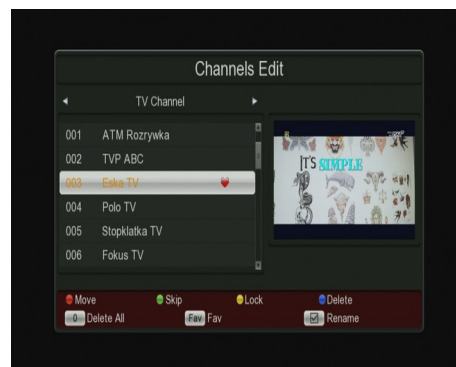 Channels Edit
TV Channel
001 ATM Rozrywka
002 TVP ABC
003 Eska TV
004 Polo TV
005 Stopklatka TV
006 Fokus TV
IT'S SIMPLE
Move Skip Lock Delete
0 Delete All Fav Fav Rename